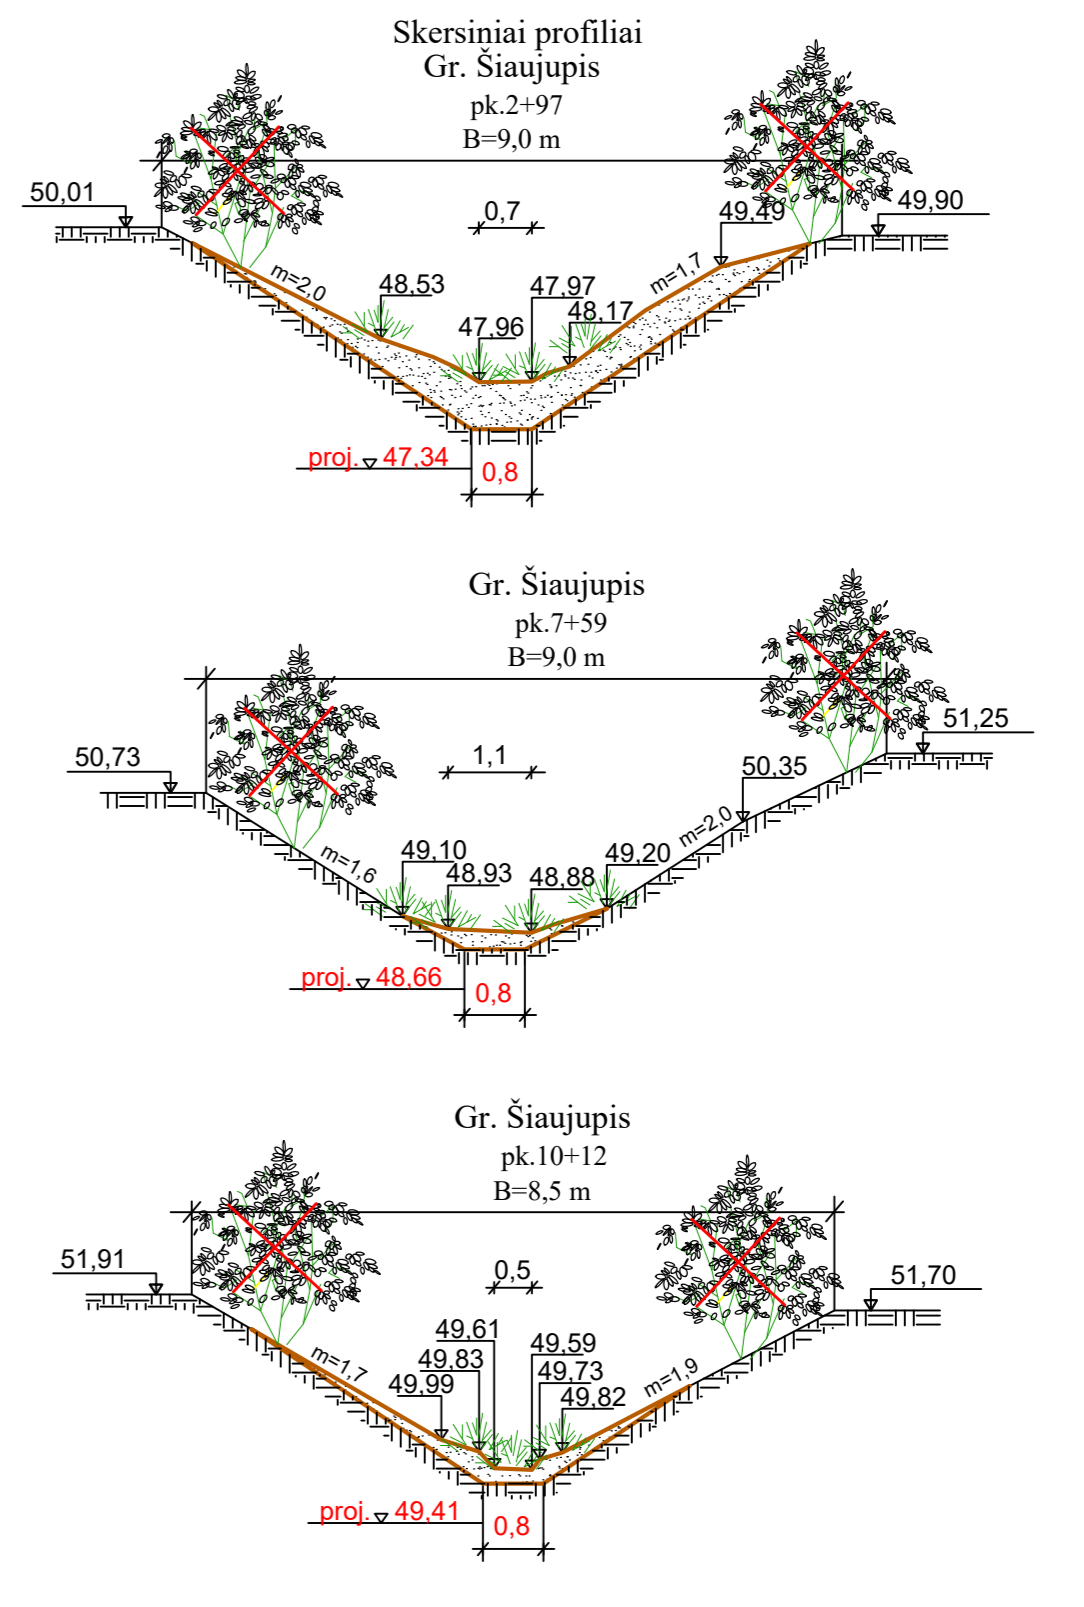 Skersiniai profiliai
Gr. Šiaujupis
pk.2+97
B=9,0 m
50,01
0,7
49,49
49,90
m=2,0
48,53
47,96
47,97
48,17
m=1,7
proj. 47,34
0,8
Gr. Šiaujupis
pk.7+59
B=9,0 m
50,73
1,1
50,35
51,25
m=1,6
49,10
48,93
48,88
49,20
m=2,0
proj. 48,66
0,8
Gr. Šiaujupis
pk.10+12
B=8,5 m
51,91
0,5
51,70
m=1,7
49,61
49,83
49,99
49,59
49,73
49,82
m=1,9
proj. 49,41
0,8